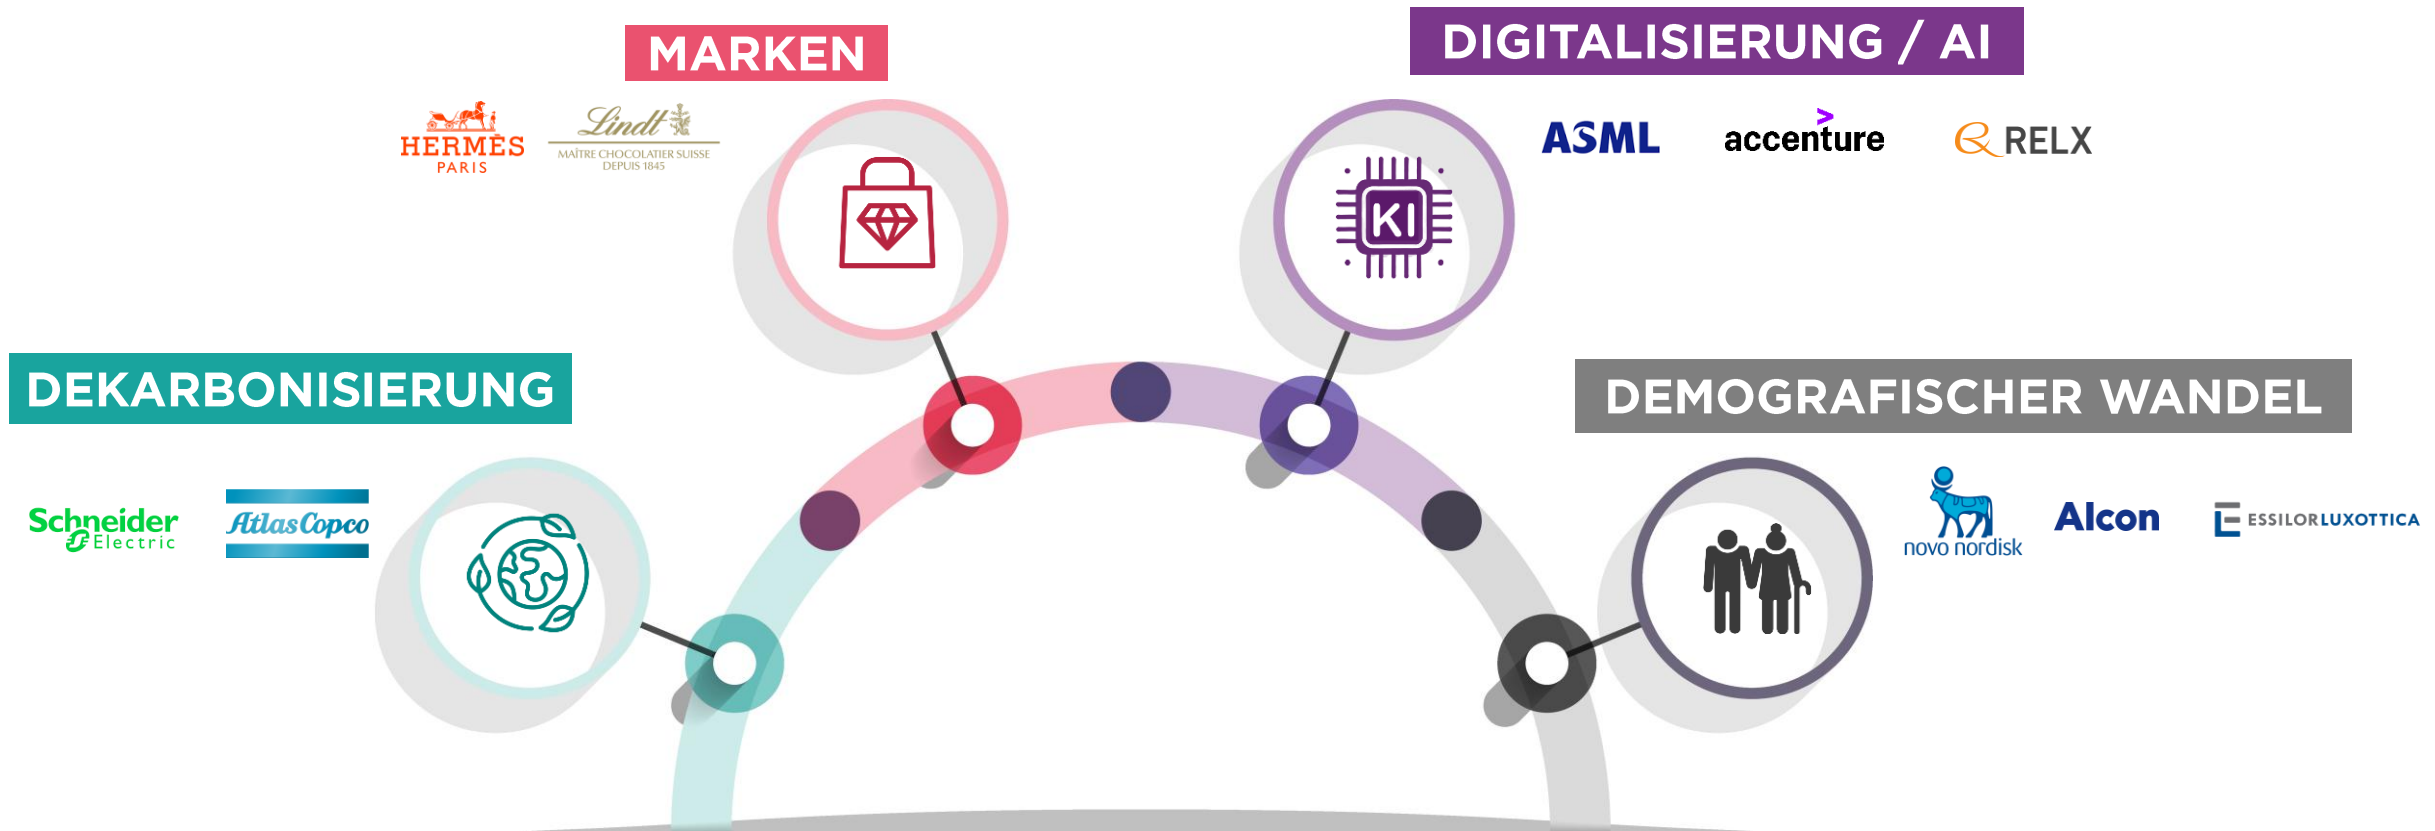 MARKEN
HERMÈS
PARIS
Lindt
MAÎTRE CHOCOLATIER SUISSE
DEPUIS 1845
DIGITALISIERUNG / AI
ASML
accenture
RELX
KI
DEKARBONISIERUNG
Schneider
Electric
Atlas Copco
DEMOGRAFISCHER WANDEL
novo nordisk
Alcon
ESSILORLUXOTTICA